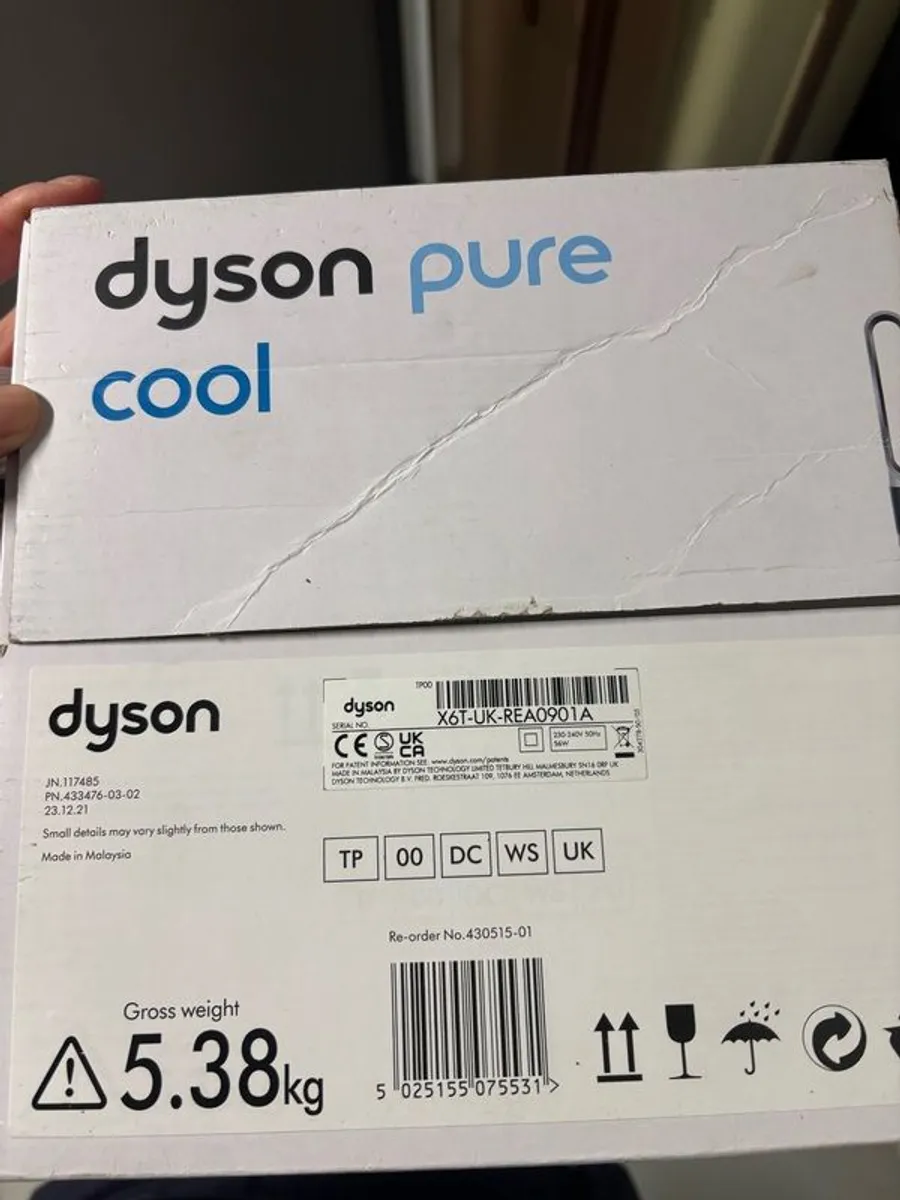 dyson pure
cool
dyson
JN.117485
PN.433476-03-02
23.12.21
Small details may vary slightly from those shown.
Made in Malaysia
TP00
dyson
SERIAL NO.
X6T-UK-REA0901A
CE
UK
CA
230-240V 50Hz
56W
FOR PATENT INFORMATION SEE: www.dyson.com/patents
MADE IN MALAYSIA BY DYSON TECHNOLOGY LIMITED TETBURY HILL MALMESBURY SN16 0RP UK
DYSON TECHNOLOGY B.V. FRED. ROESKESTRAAT 109, 1076 EE AMSTERDAM, NETHERLANDS
TP 00 DC WS UK
Re-order No.430515-01
5 025155 075531 >
Gross weight
5.38kg